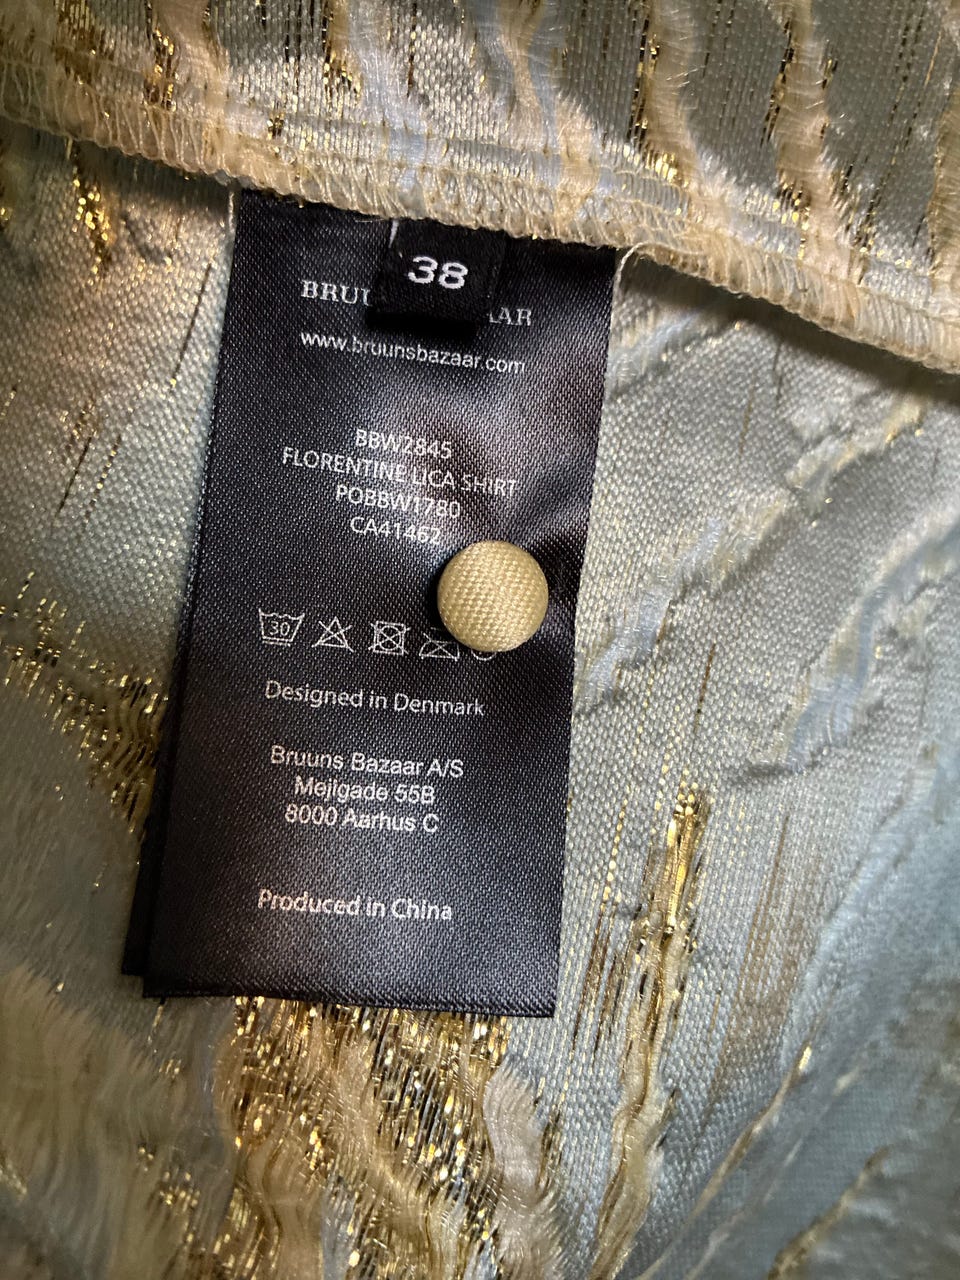 38
BRUU AAR
www.bruunsbazaar.com
BBW2845
FLORENTINE LICA SHIRT
POBBW1780
CA41462
30
Designed in Denmark
Bruuns Bazaar A/S
Mejlgade 55B
8000 Aarhus C
Produced in China